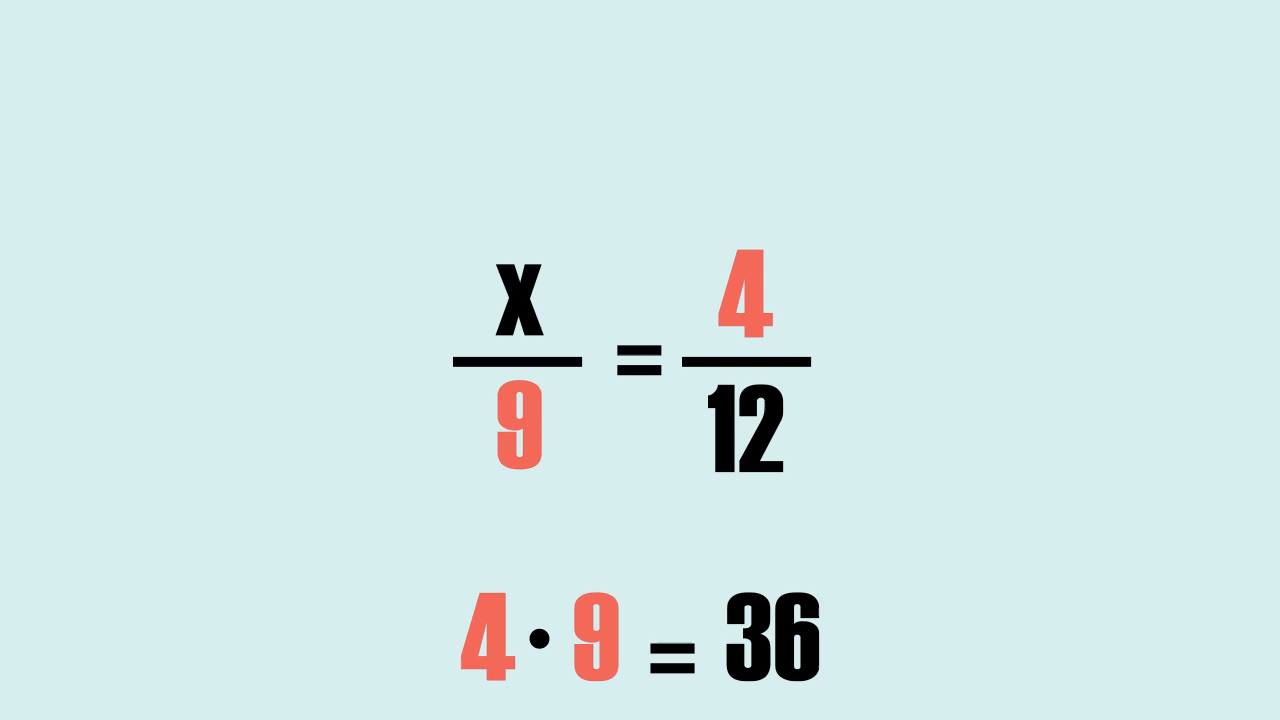 x/9 = 4/12
4 · 9 = 36